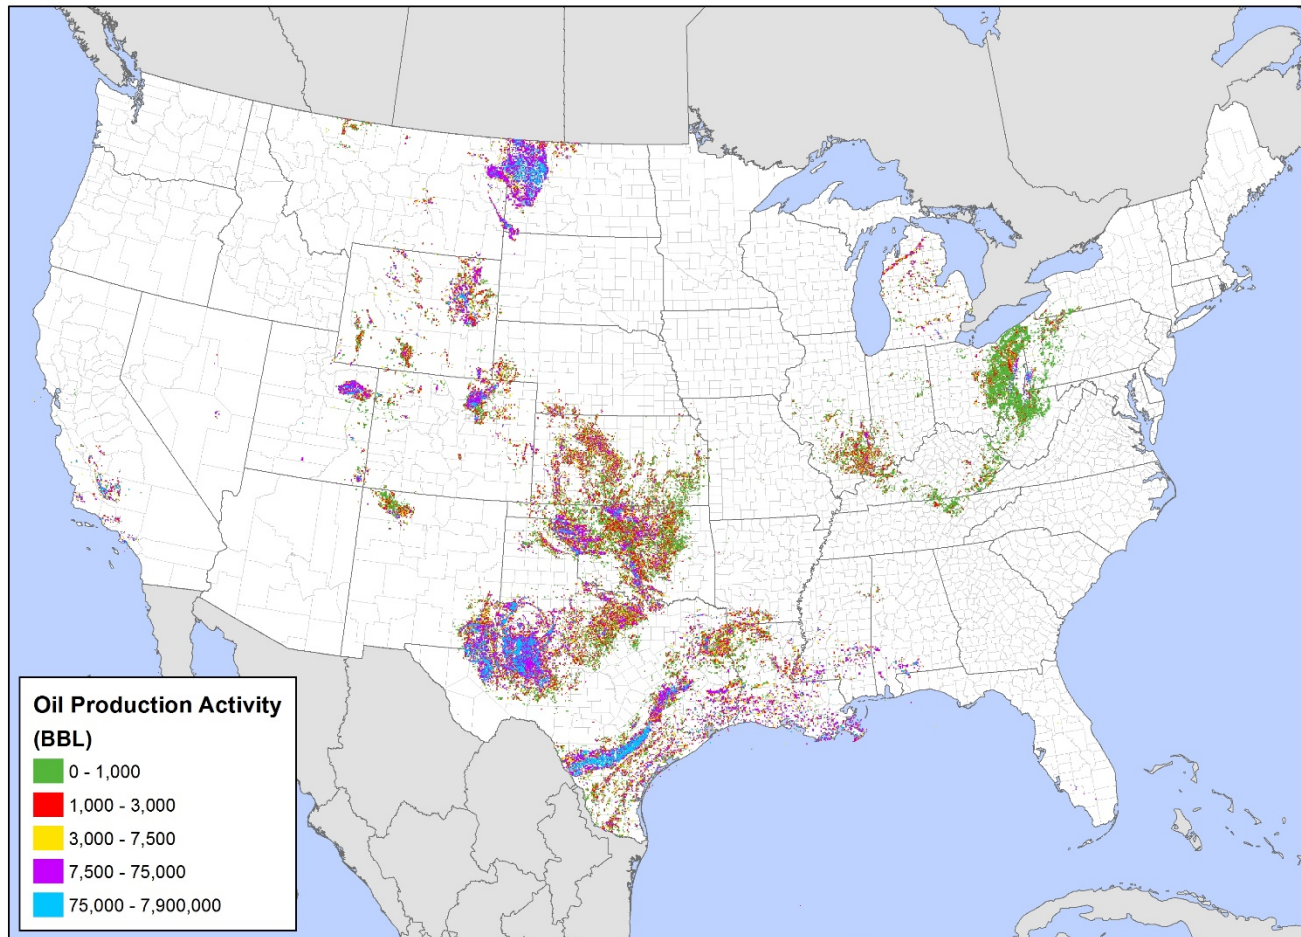 Oil Production Activity
(BBL)
0 - 1,000
1,000 - 3,000
3,000 - 7,500
7,500 - 75,000
75,000 - 7,900,000